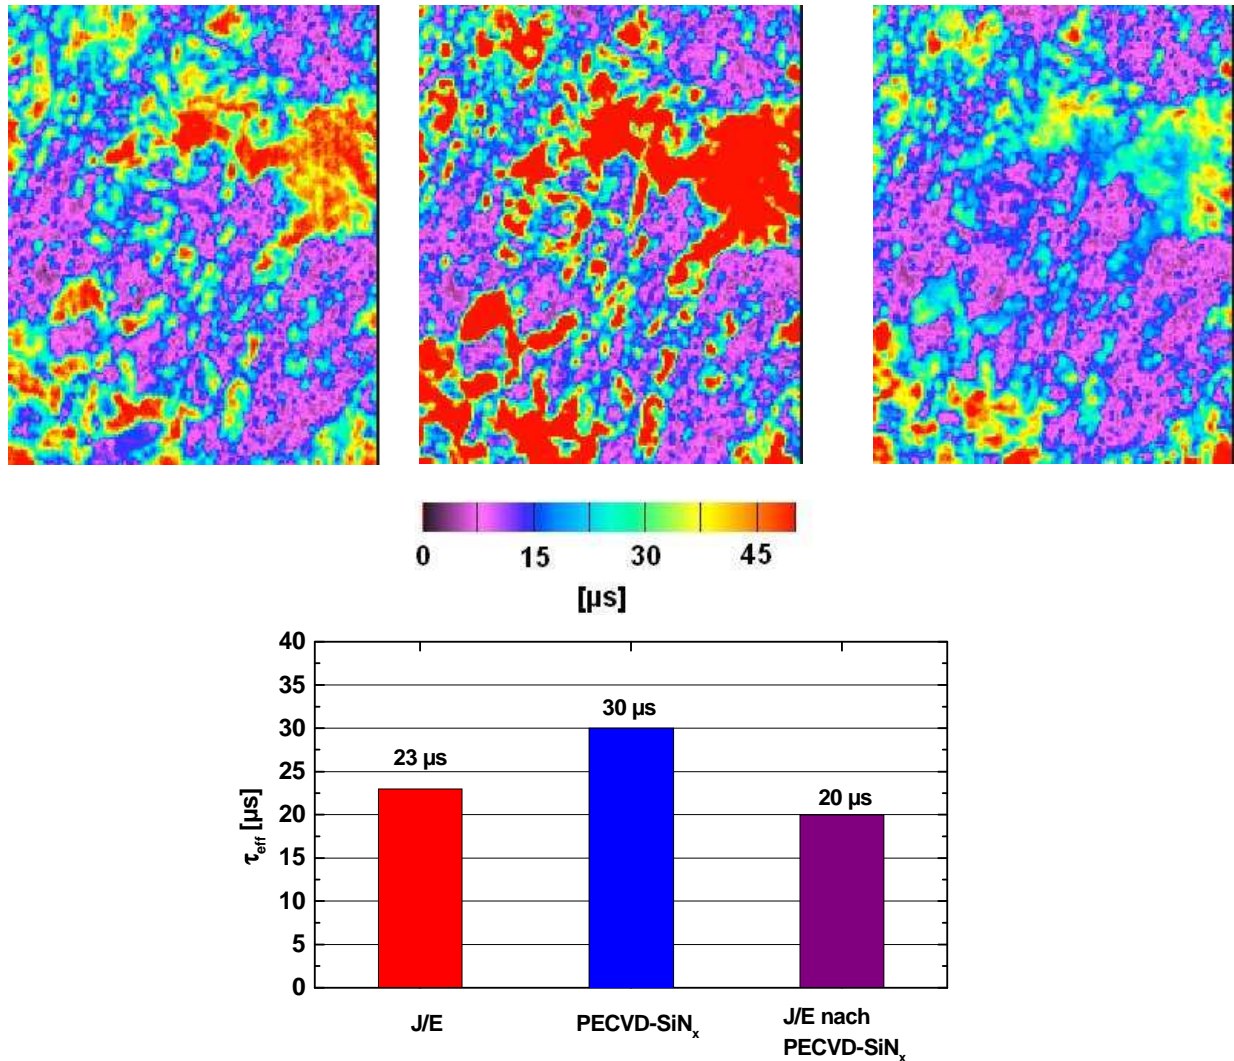 0 15 30 45
[µs]
40
35
30
25
20
15
10
5
0
τeff [µs]
23 µs
30 µs
20 µs
J/E
PECVD-SiNx
J/E nach
PECVD-SiNx